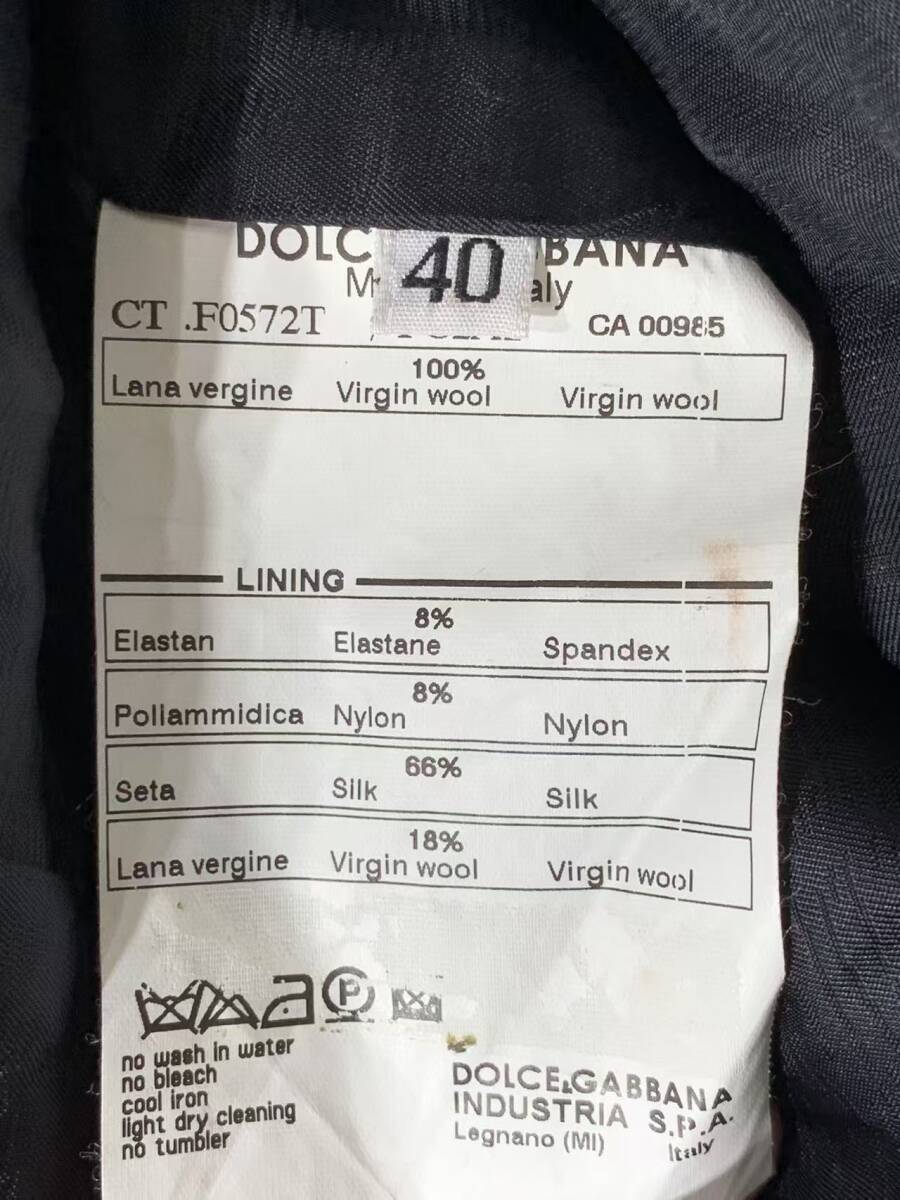 DOLC
40
BANA
aly
CT .F0572T
CA 00985
100%
Lana vergine Virgin wool Virgin wool
LINING
8%
Elastan Elastane Spandex
8%
Poliammidica Nylon Nylon
66%
Seta Silk Silk
18%
Lana vergine Virgin wool Virgin wool
P
no wash in water
no bleach
cool iron
light dry cleaning
no tumbler
DOLCE&GABBANA
INDUSTRIA S.P.A.
Legnano (MI)
Italy